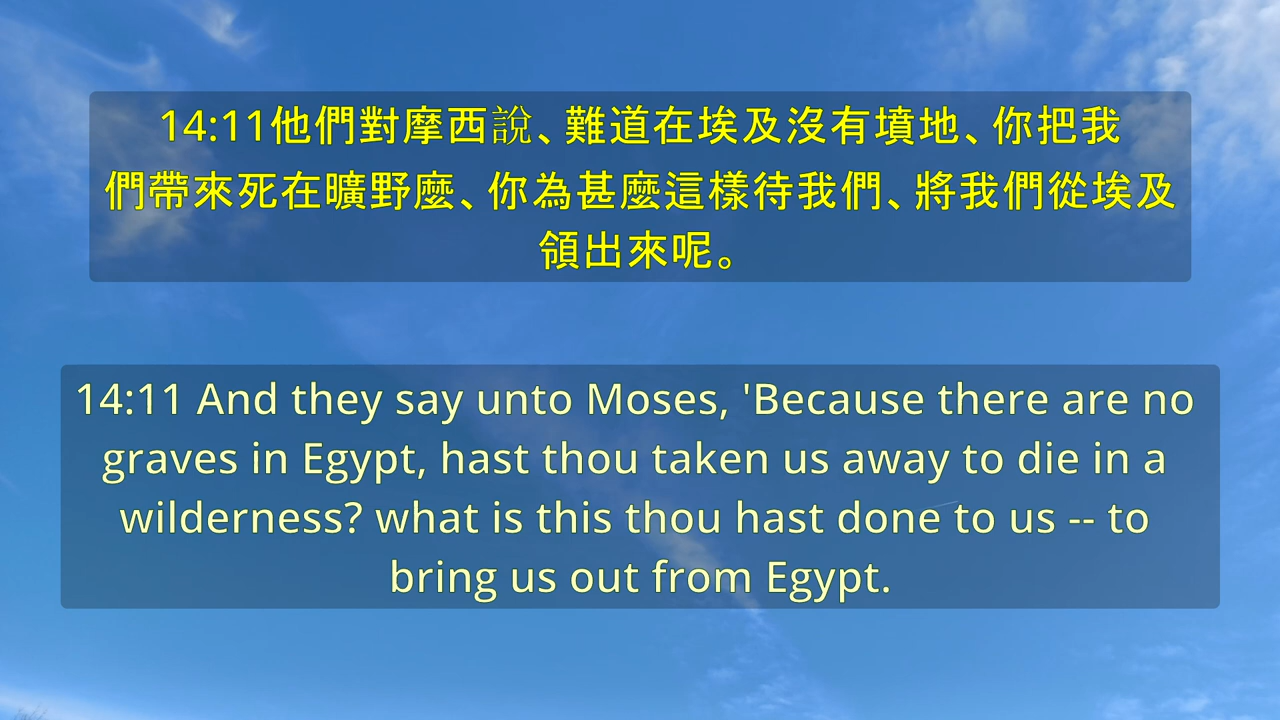 14:11他們對摩西說、難道在埃及沒有墳地、你把我
們帶來死在曠野麼、你為甚麼這樣待我們、將我們從埃及
領出來呢。
14:11 And they say unto Moses, 'Because there are no
graves in Egypt, hast thou taken us away to die in a
wilderness? what is this thou hast done to us -- to
bring us out from Egypt.